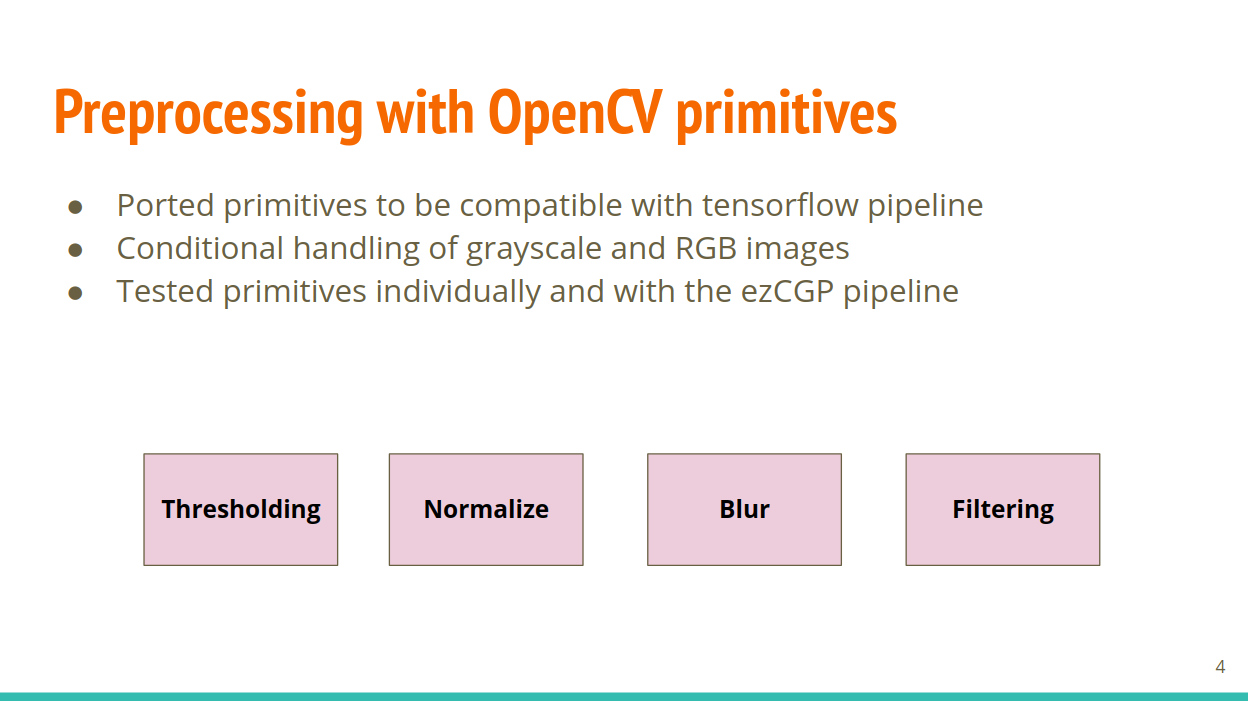 Preprocessing with OpenCV primitives
● Ported primitives to be compatible with tensorflow pipeline
● Conditional handling of grayscale and RGB images
● Tested primitives individually and with the ezCGP pipeline
Thresholding
Normalize
Blur
Filtering
4